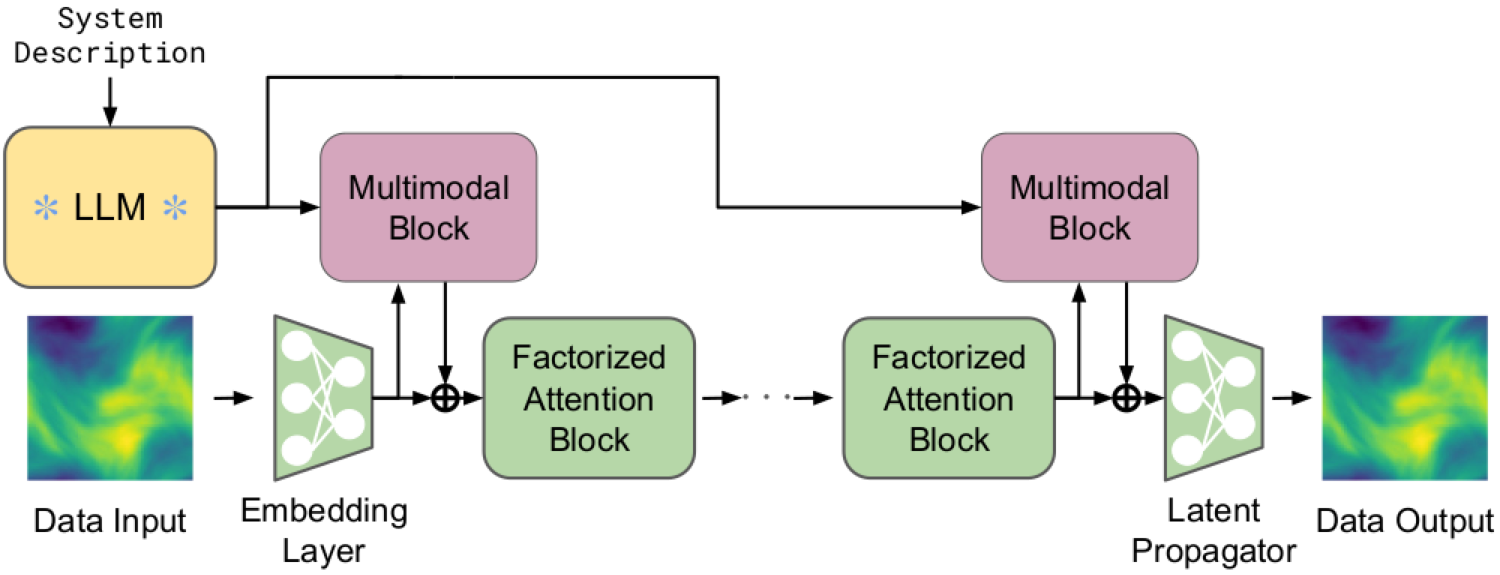 System
Description
LLM
Multimodal
Block
Multimodal
Block
Factorized
Attention
Block
· · ·
Factorized
Attention
Block
Data Input
Embedding
Layer
Latent
Propagator
Data Output